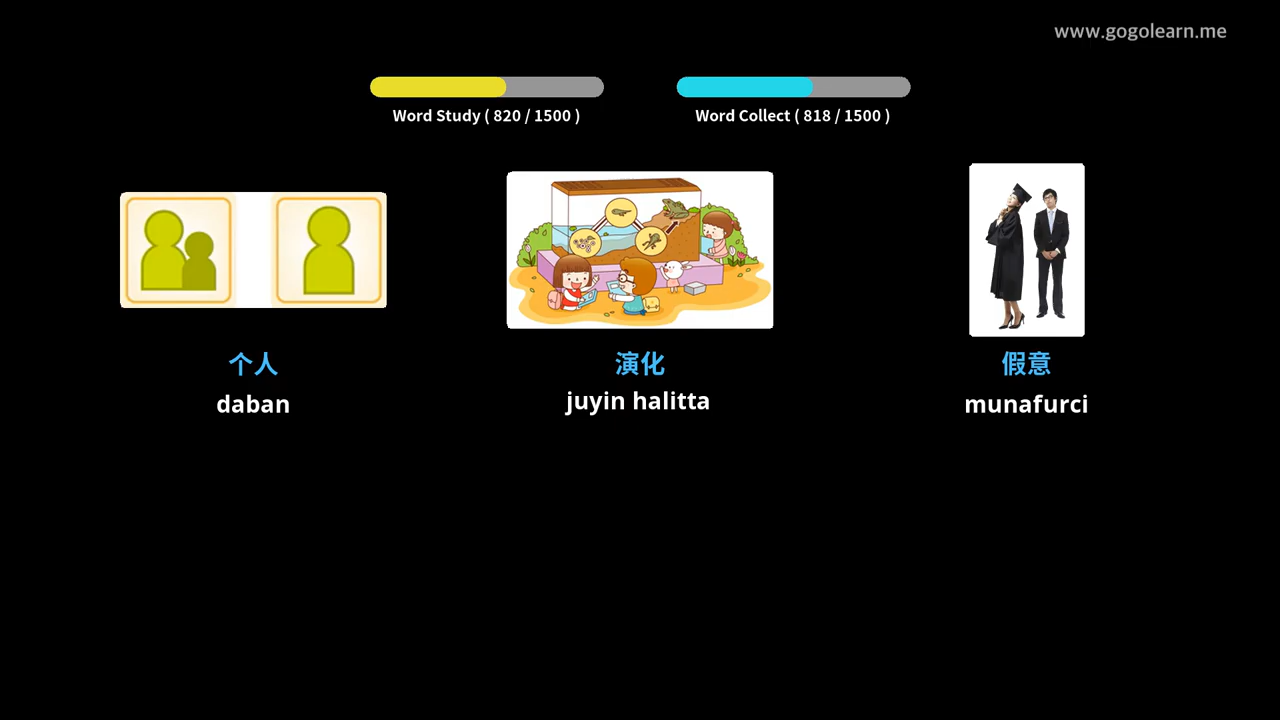 www.gogolearn.me
Word Study ( 820 / 1500 )
Word Collect ( 818 / 1500 )
个人
daban
演化
juyin halitta
假意
munafurci